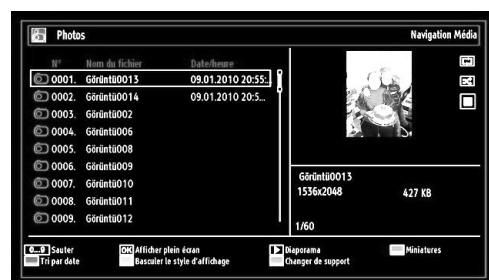 Photos
Navigation Média
N° Nom du fichier Date/heure
0001. Görüntü0013 09.01.2010 20:55:..
0002. Görüntü0014 09.01.2010 20:5...
0003. Görüntü002
0004. Görüntü006
0005. Görüntü008
0006. Görüntü009
0007. Görüntü010
0008. Görüntü011
0009. Görüntü012
Görüntü0013
1536x2048 427 KB
1/60
0...9 Sauter OK Afficher plein écran Diaporama Miniatures
Tri par date Basculer le style d'affichage Changer de support